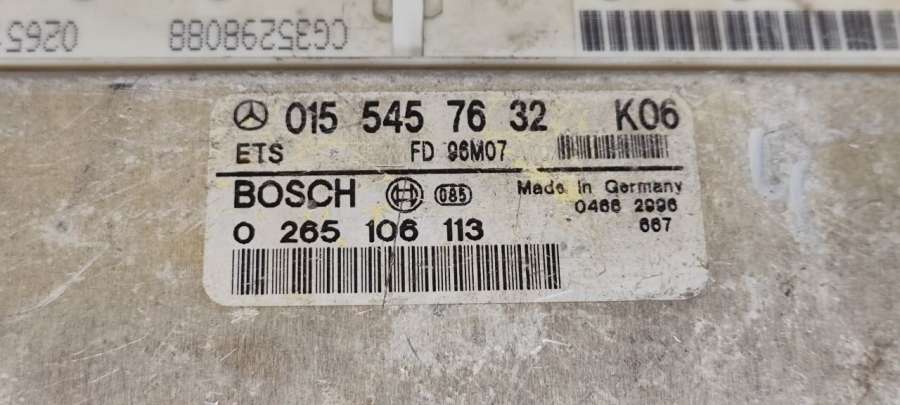 0265
CG35298088
015 545 76 32 K06
ETS FD 96M07
BOSCH 085 Made in Germany
0466 2996
0 265 106 113 667